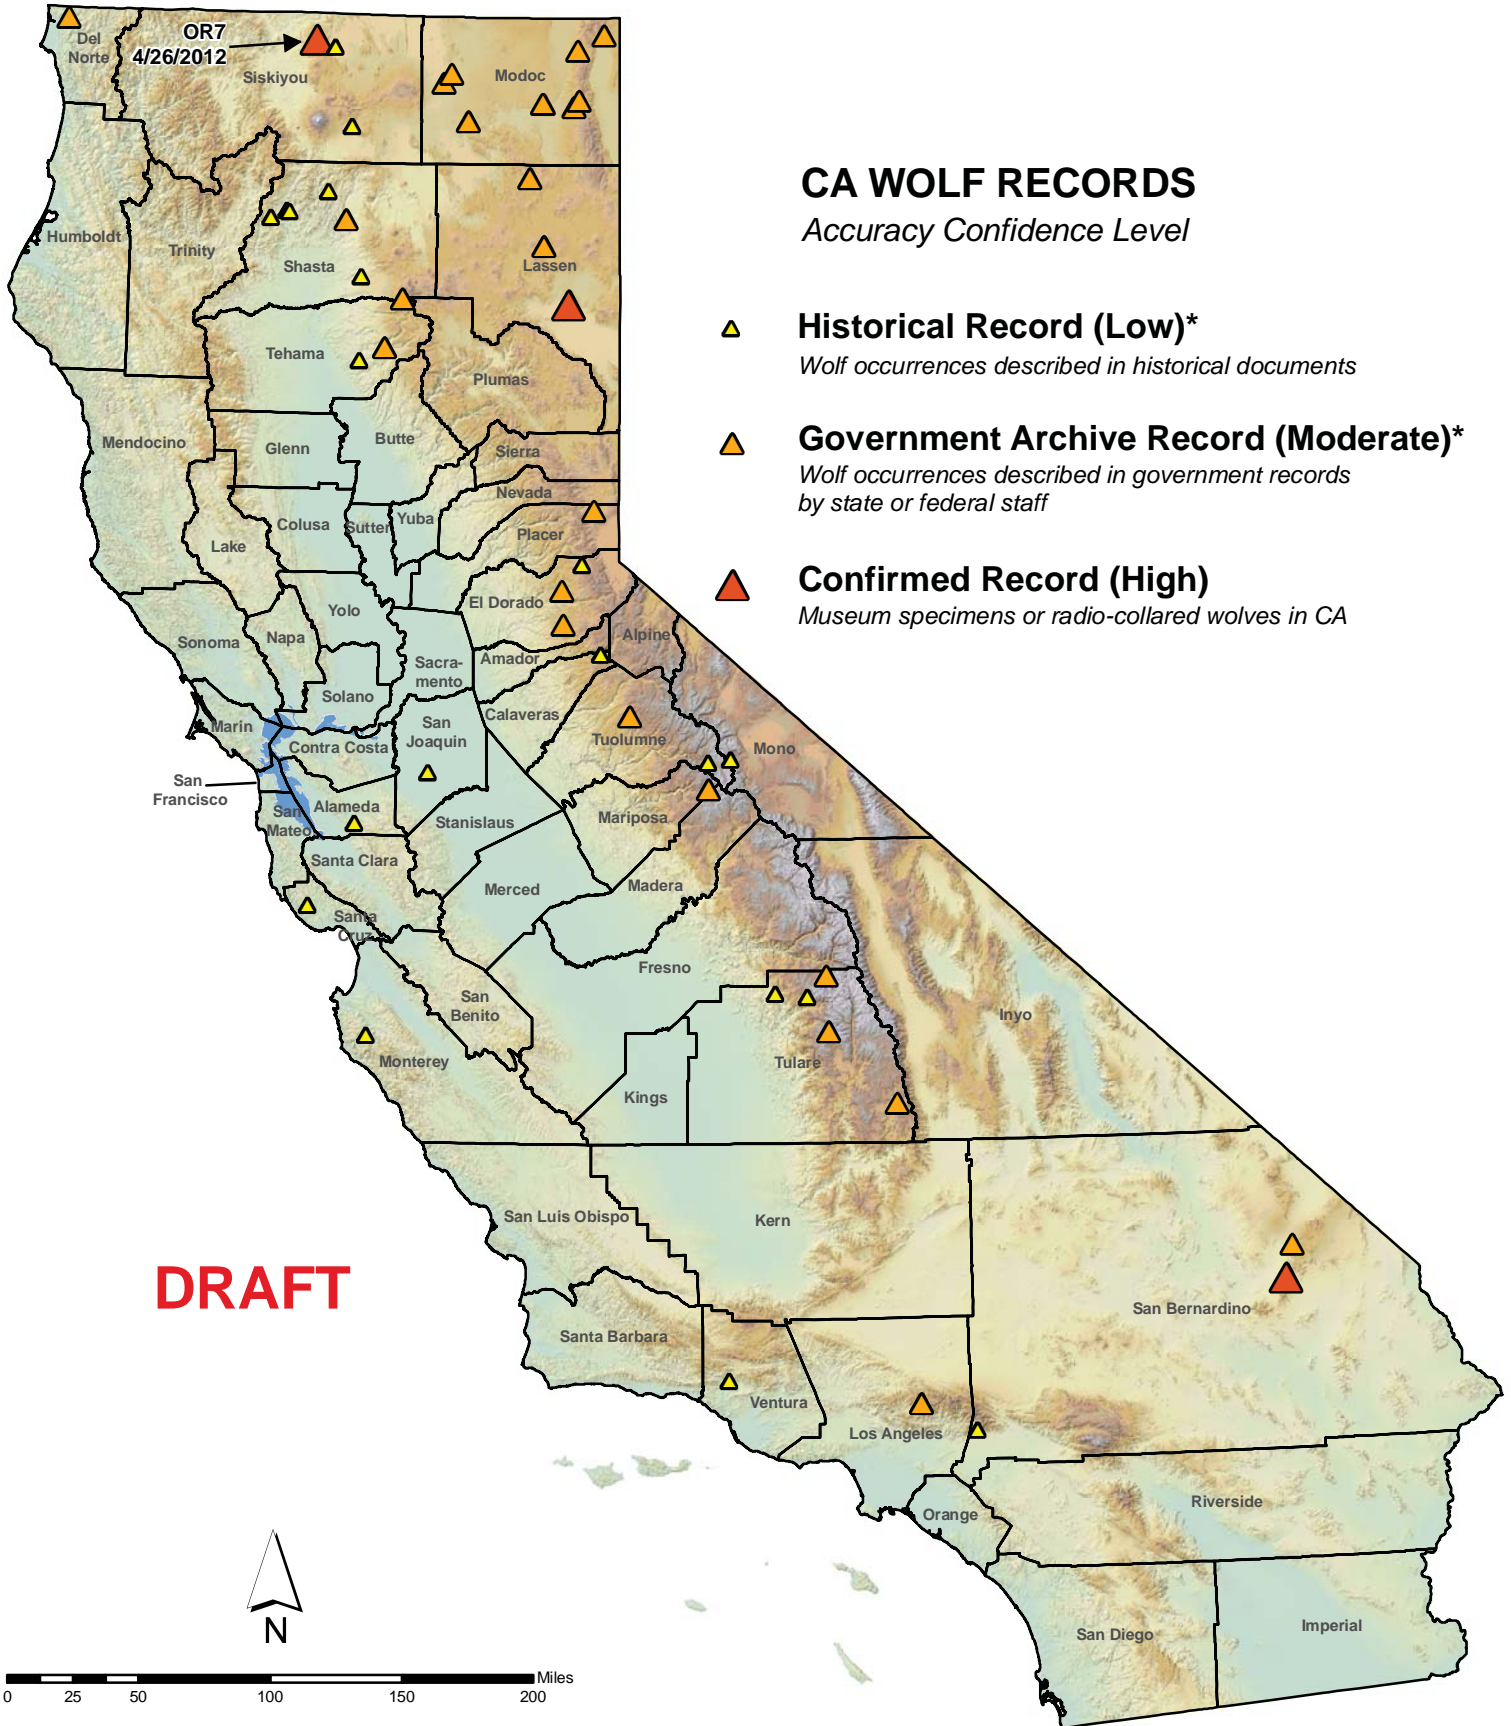 OR7
4/26/2012
Del
Norte
Siskiyou
Modoc
CA WOLF RECORDS
Accuracy Confidence Level
Humboldt
Trinity
Shasta
Lassen
Historical Record (Low)*
Wolf occurrences described in historical documents
Tehama
Plumas
Government Archive Record (Moderate)*
Wolf occurrences described in government records
by state or federal staff
Mendocino
Glenn
Butte
Sierra
Nevada
Colusa
Sutter
Yuba
Placer
Lake
Confirmed Record (High)
Museum specimens or radio-collared wolves in CA
Yolo
El Dorado
Sonoma
Napa
Alpine
Sacra-
mento
Amador
Solano
Marin
Contra Costa
San
Joaquin
Calaveras
Tuolumne
Mono
San
Francisco
San
Mateo
Alameda
Stanislaus
Mariposa
Santa Clara
Merced
Madera
Santa
Cruz
Fresno
San
Benito
Inyo
Monterey
Tulare
Kings
San Luis Obispo
Kern
DRAFT
San Bernardino
Santa Barbara
Ventura
Los Angeles
Orange
Riverside
San Diego
Imperial
N
Miles
0 25 50 100 150 200